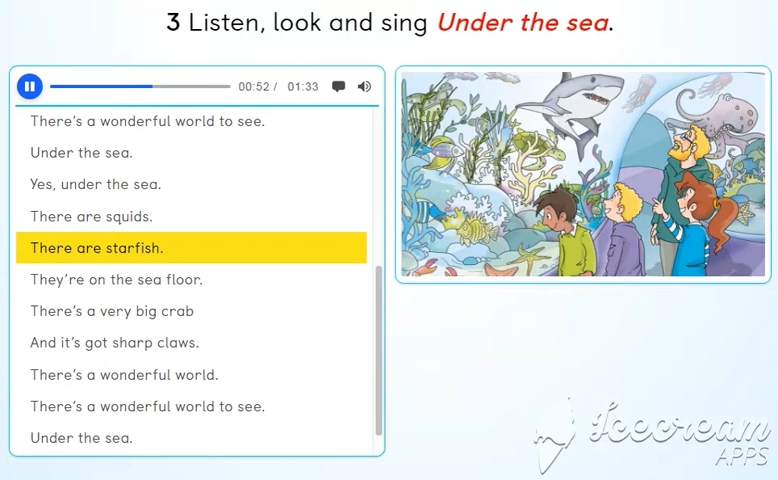 3 Listen, look and sing Under the sea.
00:52 / 01:33
There's a wonderful world to see.
Under the sea.
Yes, under the sea.
There are squids.
There are starfish.
They're on the sea floor.
There's a very big crab
And it's got sharp claws.
There's a wonderful world.
There's a wonderful world to see.
Under the sea.
Icecream
APPS